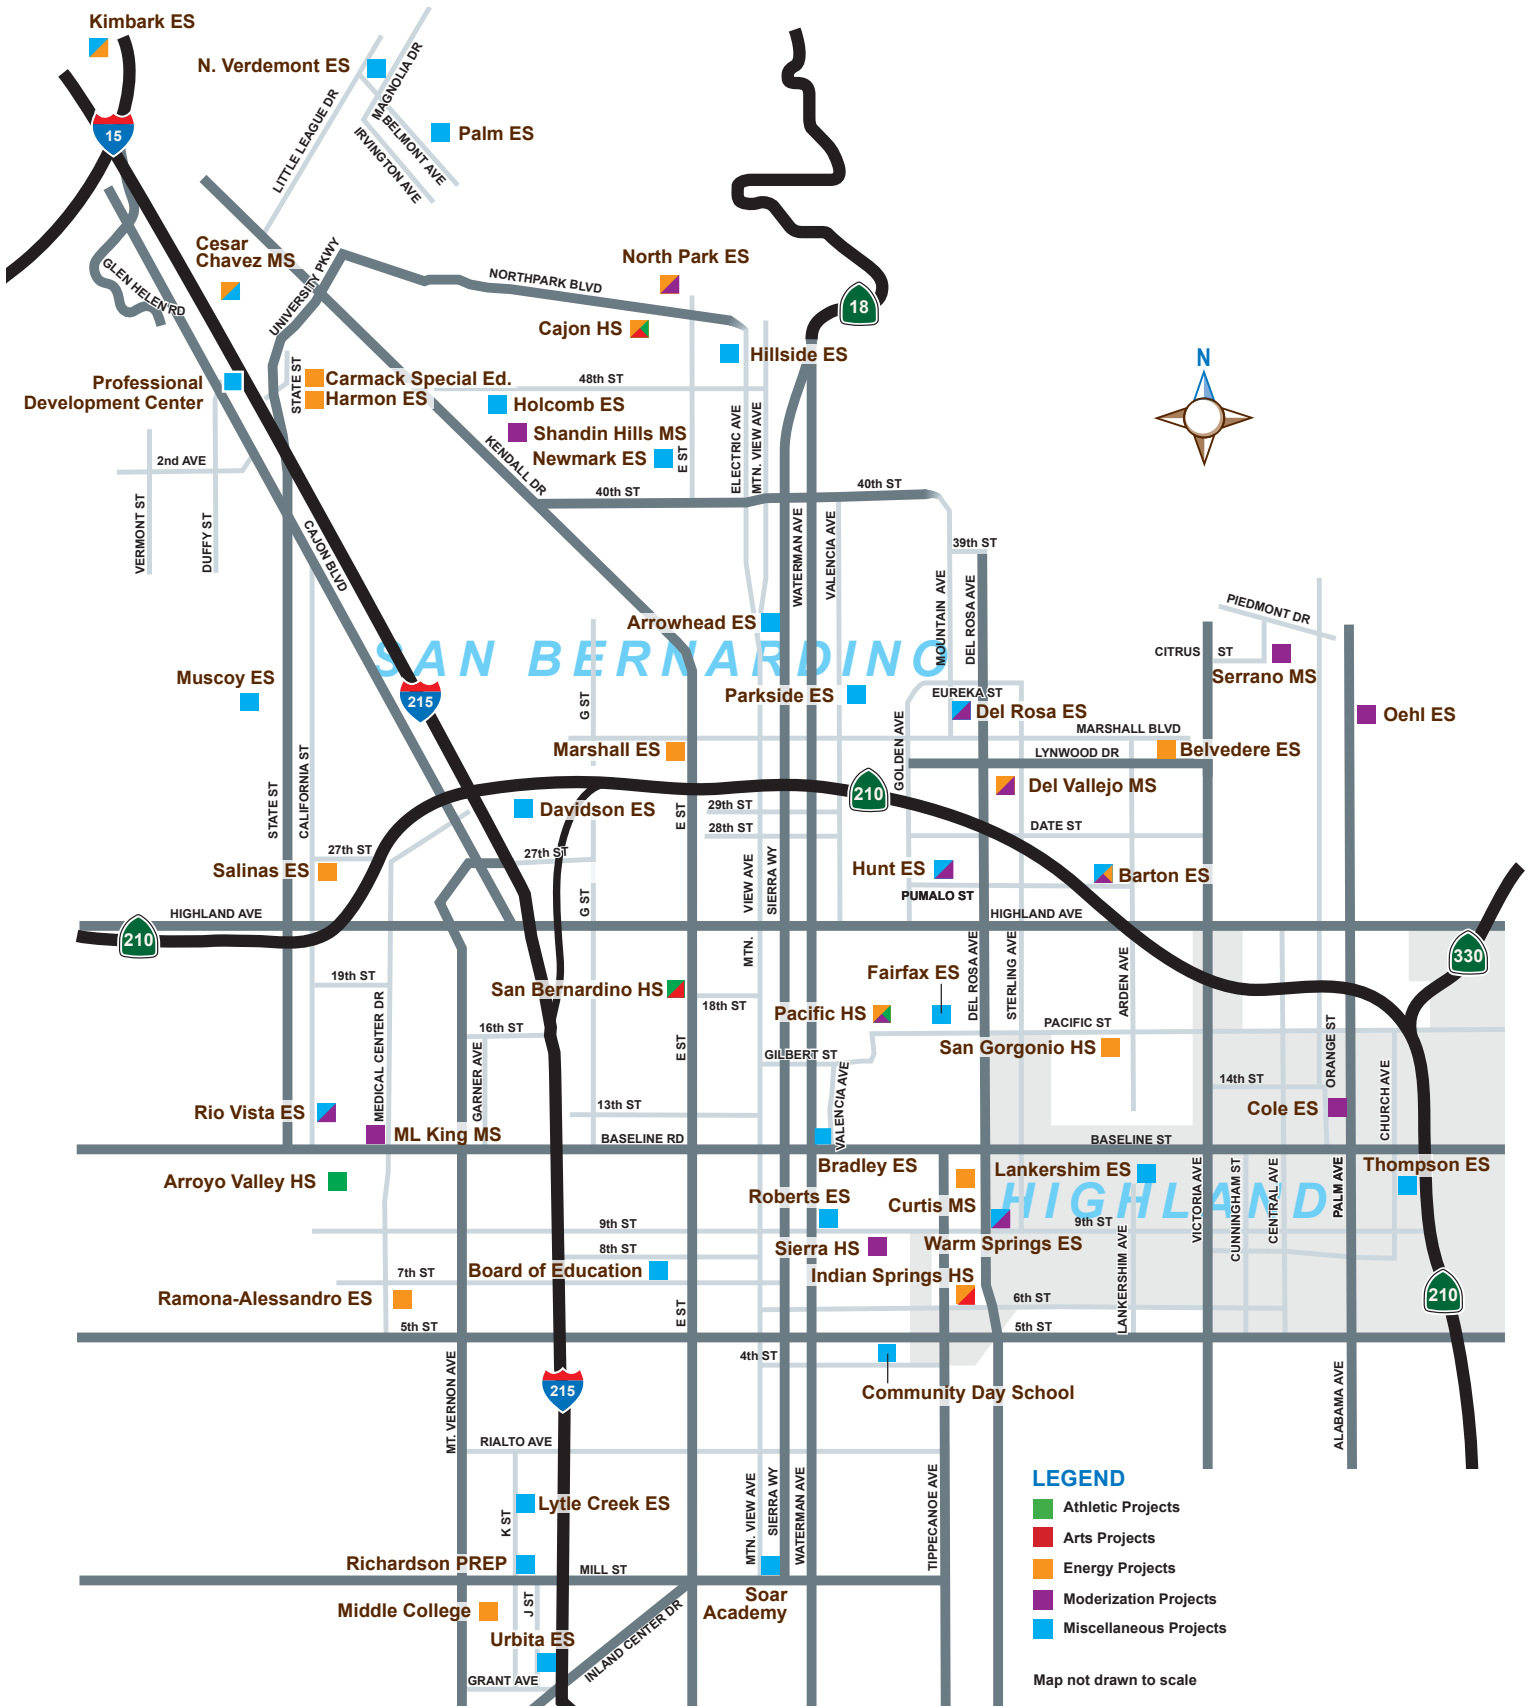 Kimbark ES
N. Verdemont ES
MAGNOLIA DR
LITTLE LEAGUE DR
BELMONT AVE
IRVINGTON AVE
Palm ES
15
Cesar
Chavez MS
GLEN HELEN RD
UNIVERSITY PKWY
NORTHPARK BLVD
North Park ES
18
Cajon HS
Hillside ES
N
Professional
Development Center
STATE ST
Carmack Special Ed.
Harmon ES
48th ST
Holcomb ES
Shandin Hills MS
Newmark ES
E ST
ELECTRIC AVE
MTN. VIEW AVE
KENDALL DR
2nd AVE
40th ST
40th ST
VERMONT ST
DUFFY ST
CAJON BLVD
WATERMAN AVE
VALENCIA AVE
39th ST
MOUNTAIN AVE
DEL ROSA AVE
PIEDMONT DR
Arrowhead ES
SAN BERNARDINO
CITRUS ST
Serrano MS
Muscoy ES
215
G ST
Parkside ES
EUREKA ST
Del Rosa ES
Oehl ES
GOLDEN AVE
MARSHALL BLVD
Marshall ES
LYNWOOD DR
Belvedere ES
STATE ST
CALIFORNIA ST
210
Del Vallejo MS
Davidson ES
E ST
29th ST
28th ST
DATE ST
27th ST
27th ST
Salinas ES
VIEW AVE
SIERRA WY
Hunt ES
Barton ES
PUMALO ST
G ST
HIGHLAND AVE
HIGHLAND AVE
210
MTN.
330
DEL ROSA AVE
STERLING AVE
ARDEN AVE
19th ST
MEDICAL CENTER DR
San Bernardino HS
18th ST
Fairfax ES
Pacific HS
PACIFIC ST
16th ST
GARNER AVE
E ST
GILBERT ST
San Gorgonio HS
ORANGE ST
CHURCH AVE
14th ST
VALENCIA AVE
Rio Vista ES
13th ST
Cole ES
ML King MS
BASELINE RD
BASELINE ST
Bradley ES
Lankershim ES
Thompson ES
Arroyo Valley HS
Roberts ES
Curtis MS
HIGHLAND
VICTORIA AVE
CUNNINGHAM ST
CENTRAL AVE
PALM AVE
9th ST
9th ST
8th ST
Sierra HS
Warm Springs ES
LANKERSHIM AVE
Board of Education
7th ST
Indian Springs HS
Ramona-Alessandro ES
6th ST
210
E ST
5th ST
5th ST
4th ST
215
MT. VERNON AVE
Community Day School
ALABAMA AVE
RIALTO AVE
K ST
Lytle Creek ES
MTN. VIEW AVE
SIERRA WY
WATERMAN AVE
TIPPECANOE AVE
Richardson PREP
MILL ST
Soar
Academy
Middle College
J ST
Urbita ES
INLAND CENTER DR
GRANT AVE
LEGEND
Athletic Projects
Arts Projects
Energy Projects
Moderization Projects
Miscellaneous Projects
Map not drawn to scale